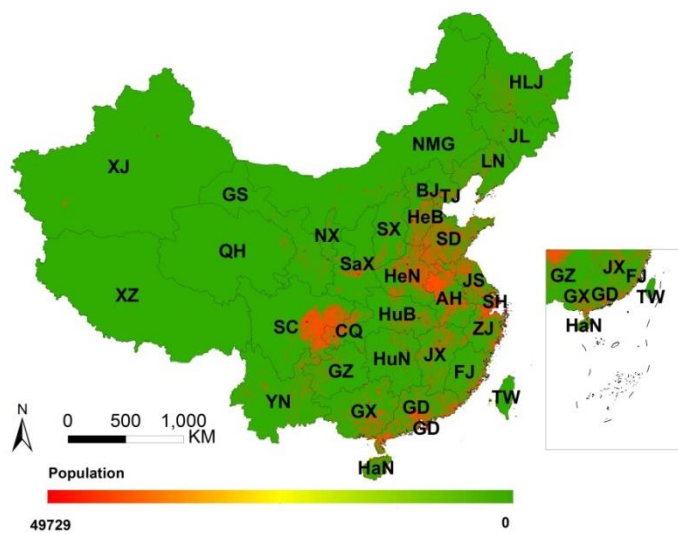 HLJ
JL
NMG
LN
XJ
GS
BJ
TJ
HeB
NX
SX
SD
QH
SaX
HeN
JS
XZ
AH
SH
HuB
SC
CQ
ZJ
HuN
JX
GZ
FJ
YN
GX
GD
GD
TW
HaN
JX
GZ
FJ
GX
GD
TW
HaN
N
0 500 1,000
KM
Population
49729 0